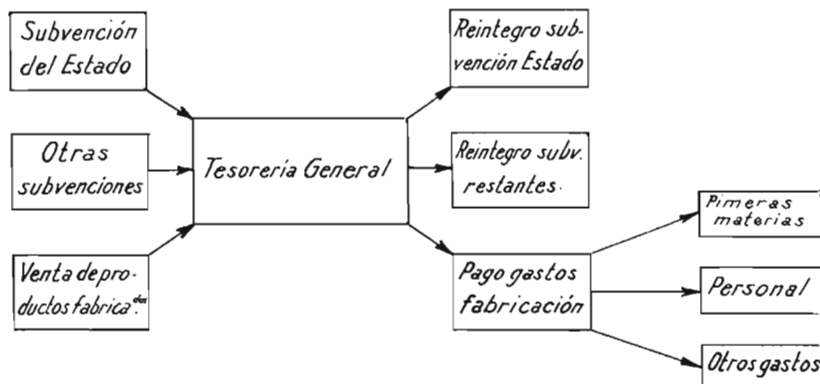 Subvención
del Estado
Otras
subvenciones
Venta de pro-
ductos fabrica.dos
Tesorería General
Reintegro sub-
vención Estado
Reintegro subv.
restantes.
Pago gastos
fabricación
Pimeras
materias
Personal
Otros gastos